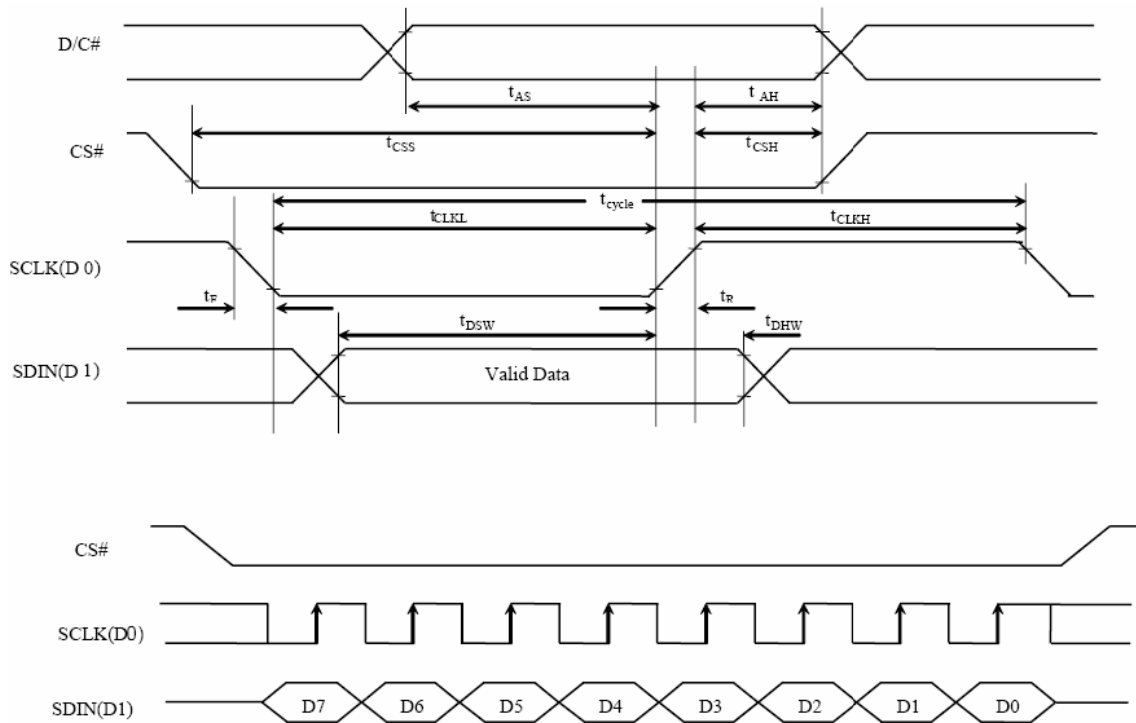 D/C#
tAS
t AH
CS#
tCSS
tCSH
tcycle
tCLKL
tCLKH
SCLK(D 0)
tF
tR
tDSW
tDHW
SDIN(D 1)
Valid Data
CS#
SCLK(D0)
SDIN(D1)
D7 D6 D5 D4 D3 D2 D1 D0